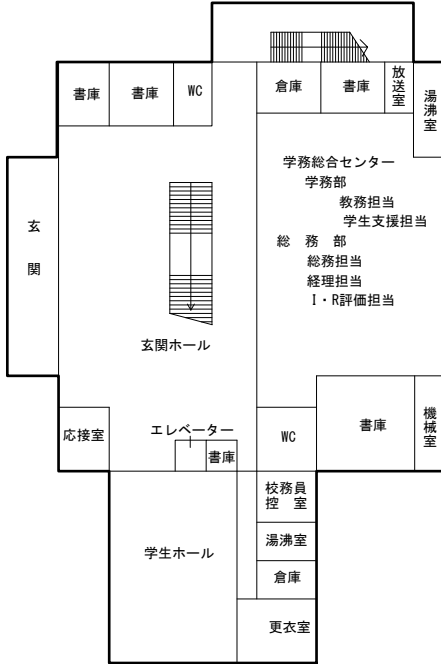 書庫
書庫
WC
倉庫
書庫
放送室
湯沸室
学務総合センター
学務部
教務担当
学生支援担当
総　務　部
総務担当
経理担当
I・R評価担当
玄関
玄関ホール
応接室
エレベーター
書庫
WC
書庫
機械室
校務員
控　室
湯沸室
倉庫
学生ホール
更衣室